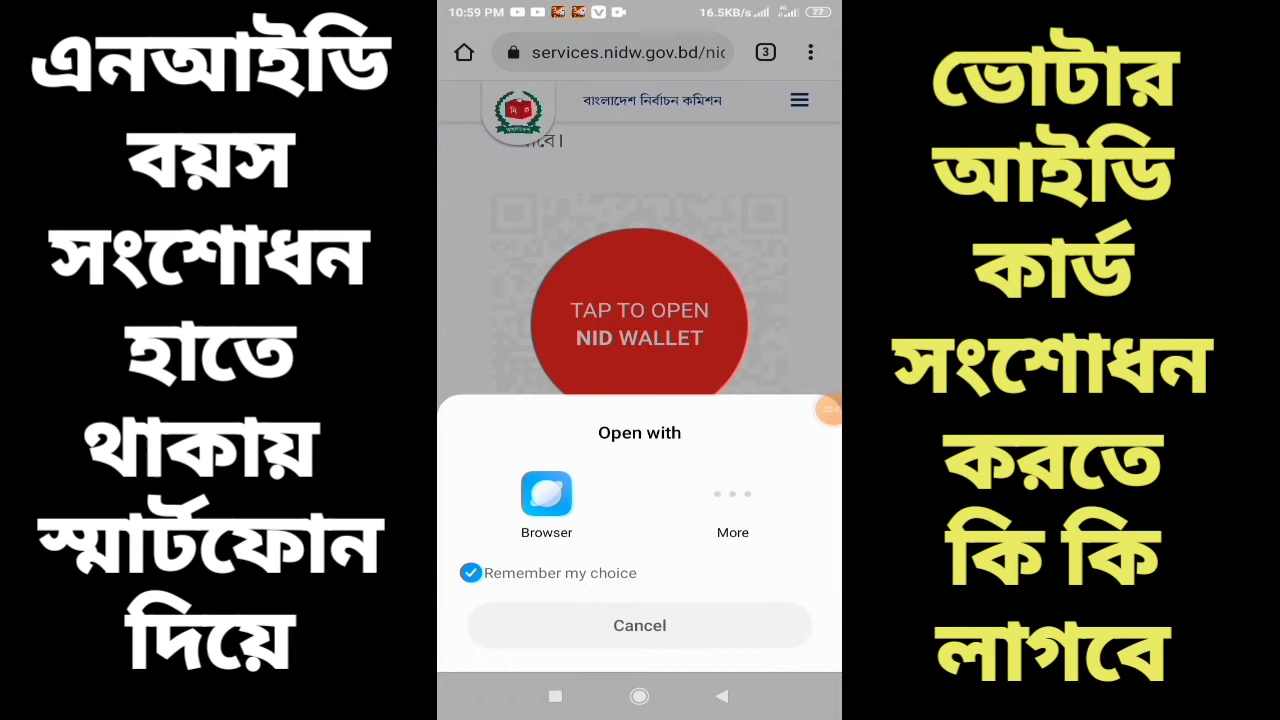 এনআইডি
বয়স
সংশোধন
হাতে
থাকায়
স্মার্টফোন
দিয়ে
10:59 PM
16.5KB/s
77
services.nidw.gov.bd/nic
3
বাংলাদেশ নির্বাচন কমিশন
TAP TO OPEN
NID WALLET
Open with
Browser
More
Remember my choice
Cancel
ভোটার
আইডি
কার্ড
সংশোধন
করতে
কি কি
লাগবে